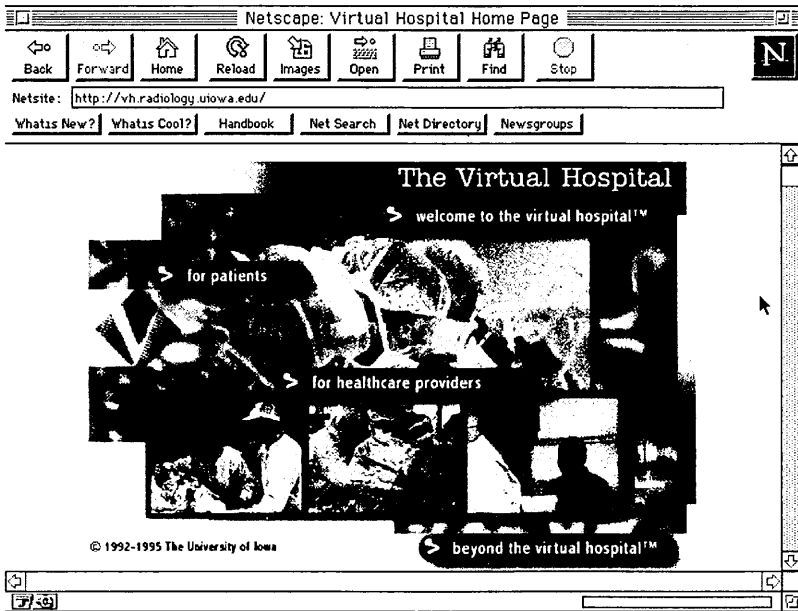 Netscape: Virtual Hospital Home Page
Back Forward Home Reload Images Open Print Find Stop
N
Netsite: http://vh.radiology.uiowa.edu/
What's New? What's Cool? Handbook Net Search Net Directory Newsgroups
The Virtual Hospital
welcome to the virtual hospital™
for patients
for healthcare providers
© 1992-1995 The University of Iowa
beyond the virtual hospital™